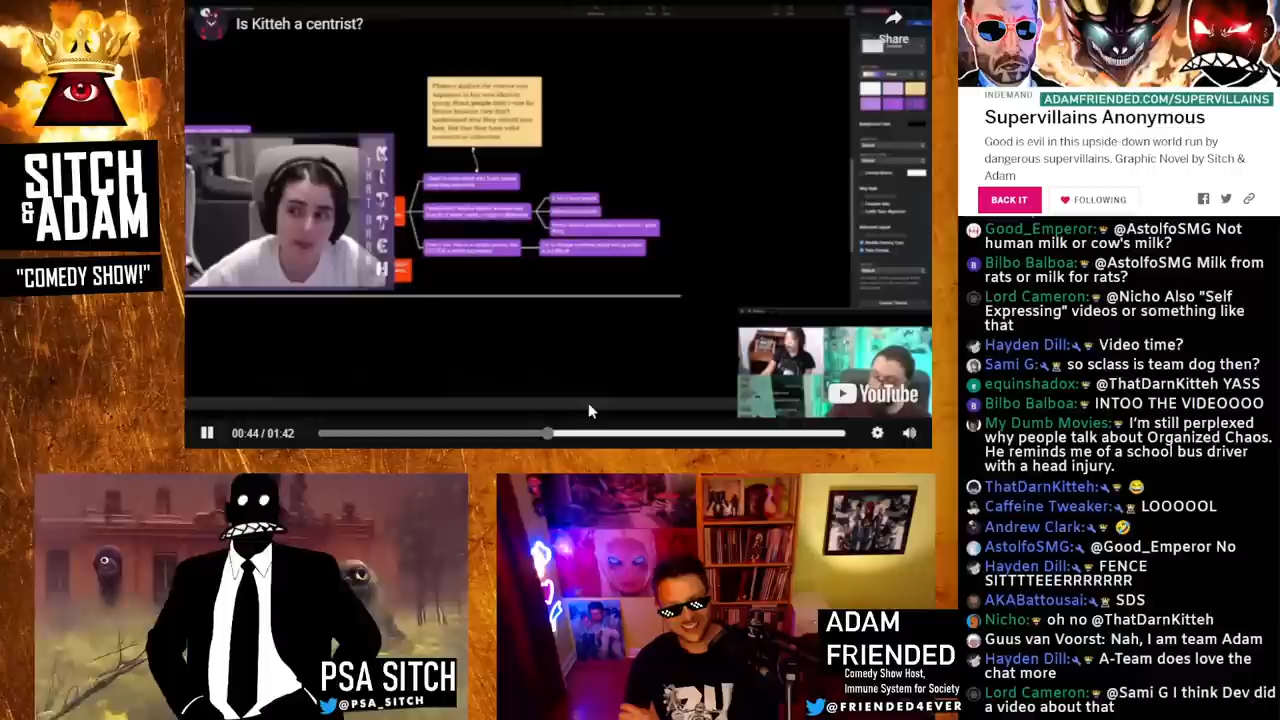 SITCH
&ADAM
"COMEDY SHOW!"
Is Kitteh a centrist?
Share
KITTEH
THAT DARN
YouTube
00:44 / 01:42
PSA SITCH
@PSA_SITCH
ADAM
FRIENDED
Comedy Show Host,
Immune System for Society
@FRIENDED4EVER
INDEMAND
ADAMFRIENDED.COM/SUPERVILLAINS
Supervillains Anonymous
Good is evil in this upside-down world run by
dangerous supervillains. Graphic Novel by Sitch &
Adam
BACK IT
FOLLOWING
Good_Emperor: @AstolfoSMG Not
human milk or cow's milk?
Bilbo Balboa: @AstolfoSMG Milk from
rats or milk for rats?
Lord Cameron: @Nicho Also "Self
Expressing" videos or something like
that
Hayden Dill: Video time?
Sami G: so sclass is team dog then?
equinshadox: @ThatDarnKitteh YASS
Bilbo Balboa: INTOO THE VIDEOOOO
My Dumb Movies: I'm still perplexed
why people talk about Organized Chaos.
He reminds me of a school bus driver
with a head injury.
ThatDarnKitteh: 😂
Caffeine Tweaker: LOOOOOL
Andrew Clark: 🤣
AstolfoSMG: @Good_Emperor No
Hayden Dill: FENCE
SITTTTEEERRRRRRR
AKABattousai: SDS
Nicho: oh no @ThatDarnKitteh
Guus van Voorst: Nah, I am team Adam
Hayden Dill: A-Team does love the
chat more
Lord Cameron: @Sami G I think Dev did
a video about that